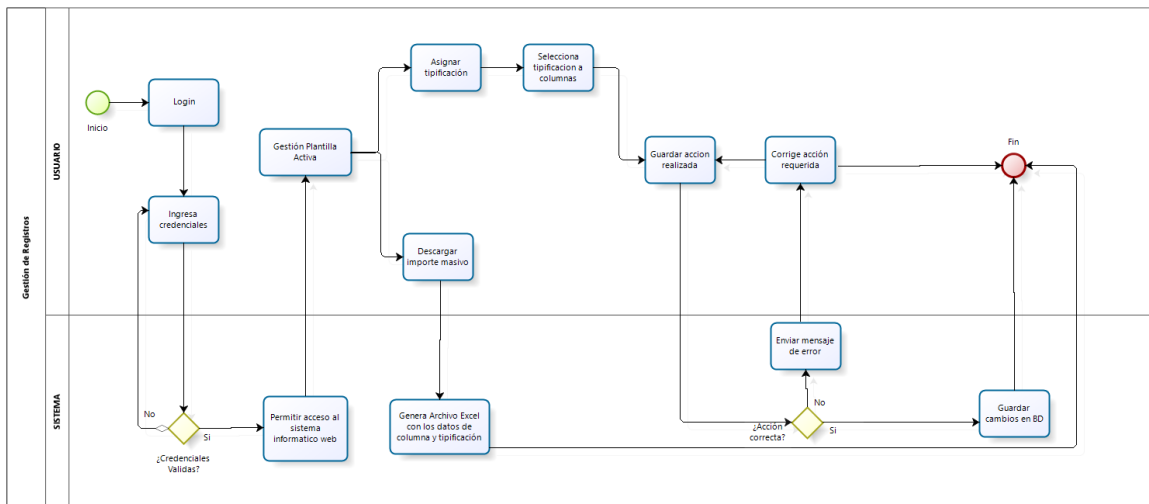 Gestión de Registros
USUARIO
Inicio
Login
Ingresa
credenciales
Gestión Plantilla
Activa
Asignar
tipificación
Selecciona
tipificacion a
columnas
Descargar
importe masivo
Guardar accion
realizada
Corrige acción
requerida
Fin
SISTEMA
No
Si
¿Credenciales
Validas?
Permitir acceso al
sistema
informatico web
Genera Archivo Excel
con los datos de
columna y tipificación
Enviar mensaje
de error
No
¿Acción
correcta?
Si
Guardar
cambios en BD